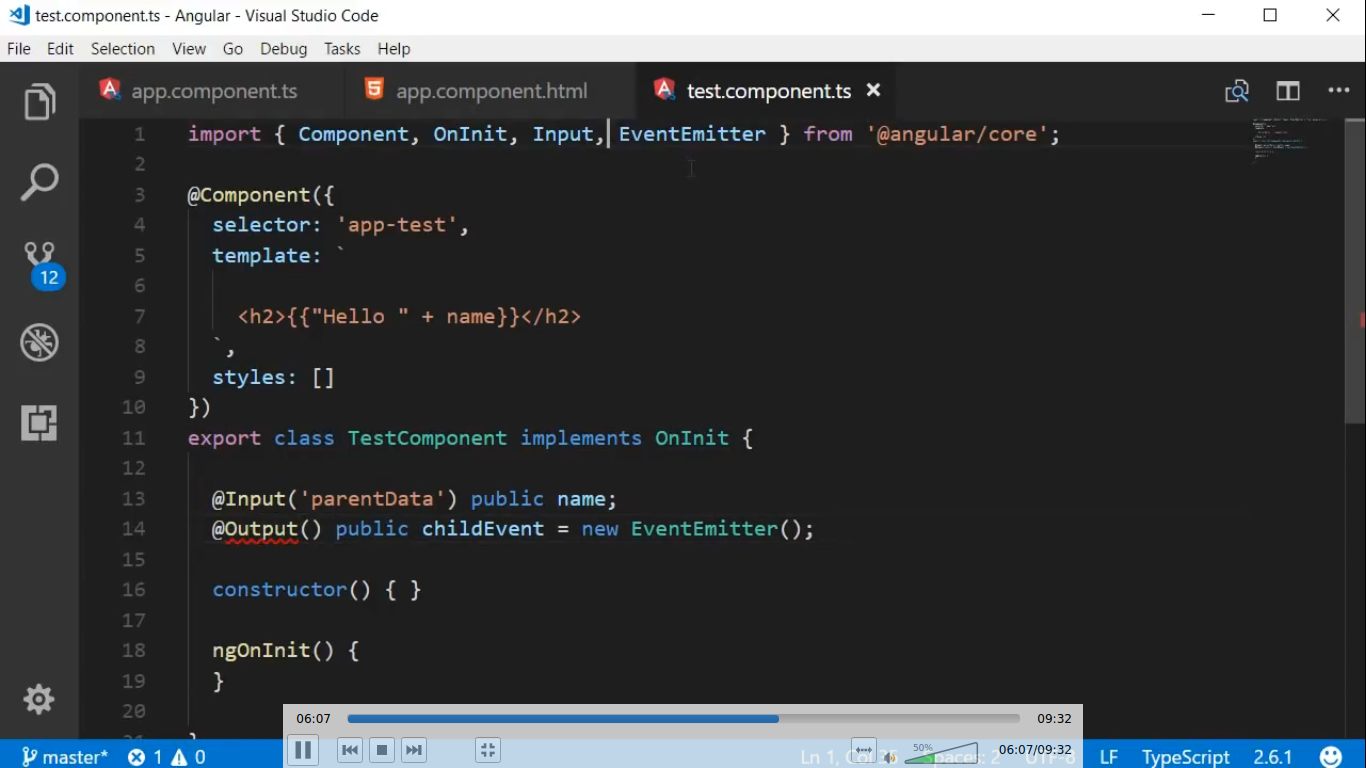 test.component.ts - Angular - Visual Studio Code
File Edit Selection View Go Debug Tasks Help
app.component.ts app.component.html test.component.ts
1 import { Component, OnInit, Input, EventEmitter } from '@angular/core';
2
3 @Component({
4 selector: 'app-test',
5 template: `
6
7 <h2>{{"Hello " + name}}</h2>
8 `,
9 styles: []
10 })
11 export class TestComponent implements OnInit {
12
13 @Input('parentData') public name;
14 @Output() public childEvent = new EventEmitter();
15
16 constructor() { }
17
18 ngOnInit() {
19 }
20
12
06:07 09:32
50%
06:07/09:32
master* 1 0 Ln 1, Col 35 Spaces: 2 UTF-8 LF TypeScript 2.6.1